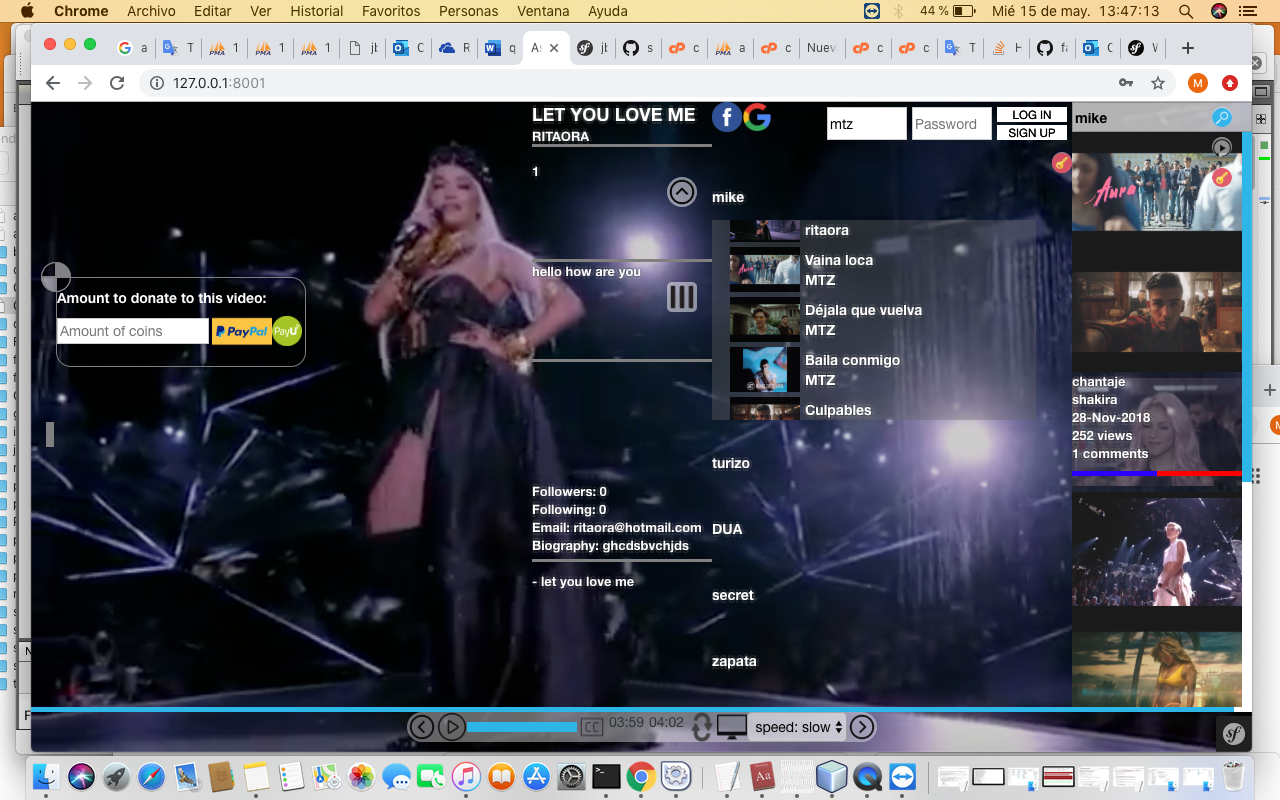 Chrome Archivo Editar Ver Historial Favoritos Personas Ventana Ayuda 44 % Mié 15 de may. 13:47:13
127.0.0.1:8001
LET YOU LOVE ME
RITAORA
1
hello how are you
Followers: 0
Following: 0
Email: ritaora@hotmail.com
Biography: ghcdsbvchjds
- let you love me
Amount to donate to this video:
Amount of coins PayPal PayU
mtz Password LOG IN
SIGN UP
mike
ritaora
Vaina loca
MTZ
Déjala que vuelva
MTZ
Baila conmigo
MTZ
Culpables
turizo
DUA
secret
zapata
mike
Aura
chantaje
shakira
28-Nov-2018
252 views
1 comments
CC 03:59 04:02 speed: slow
sf